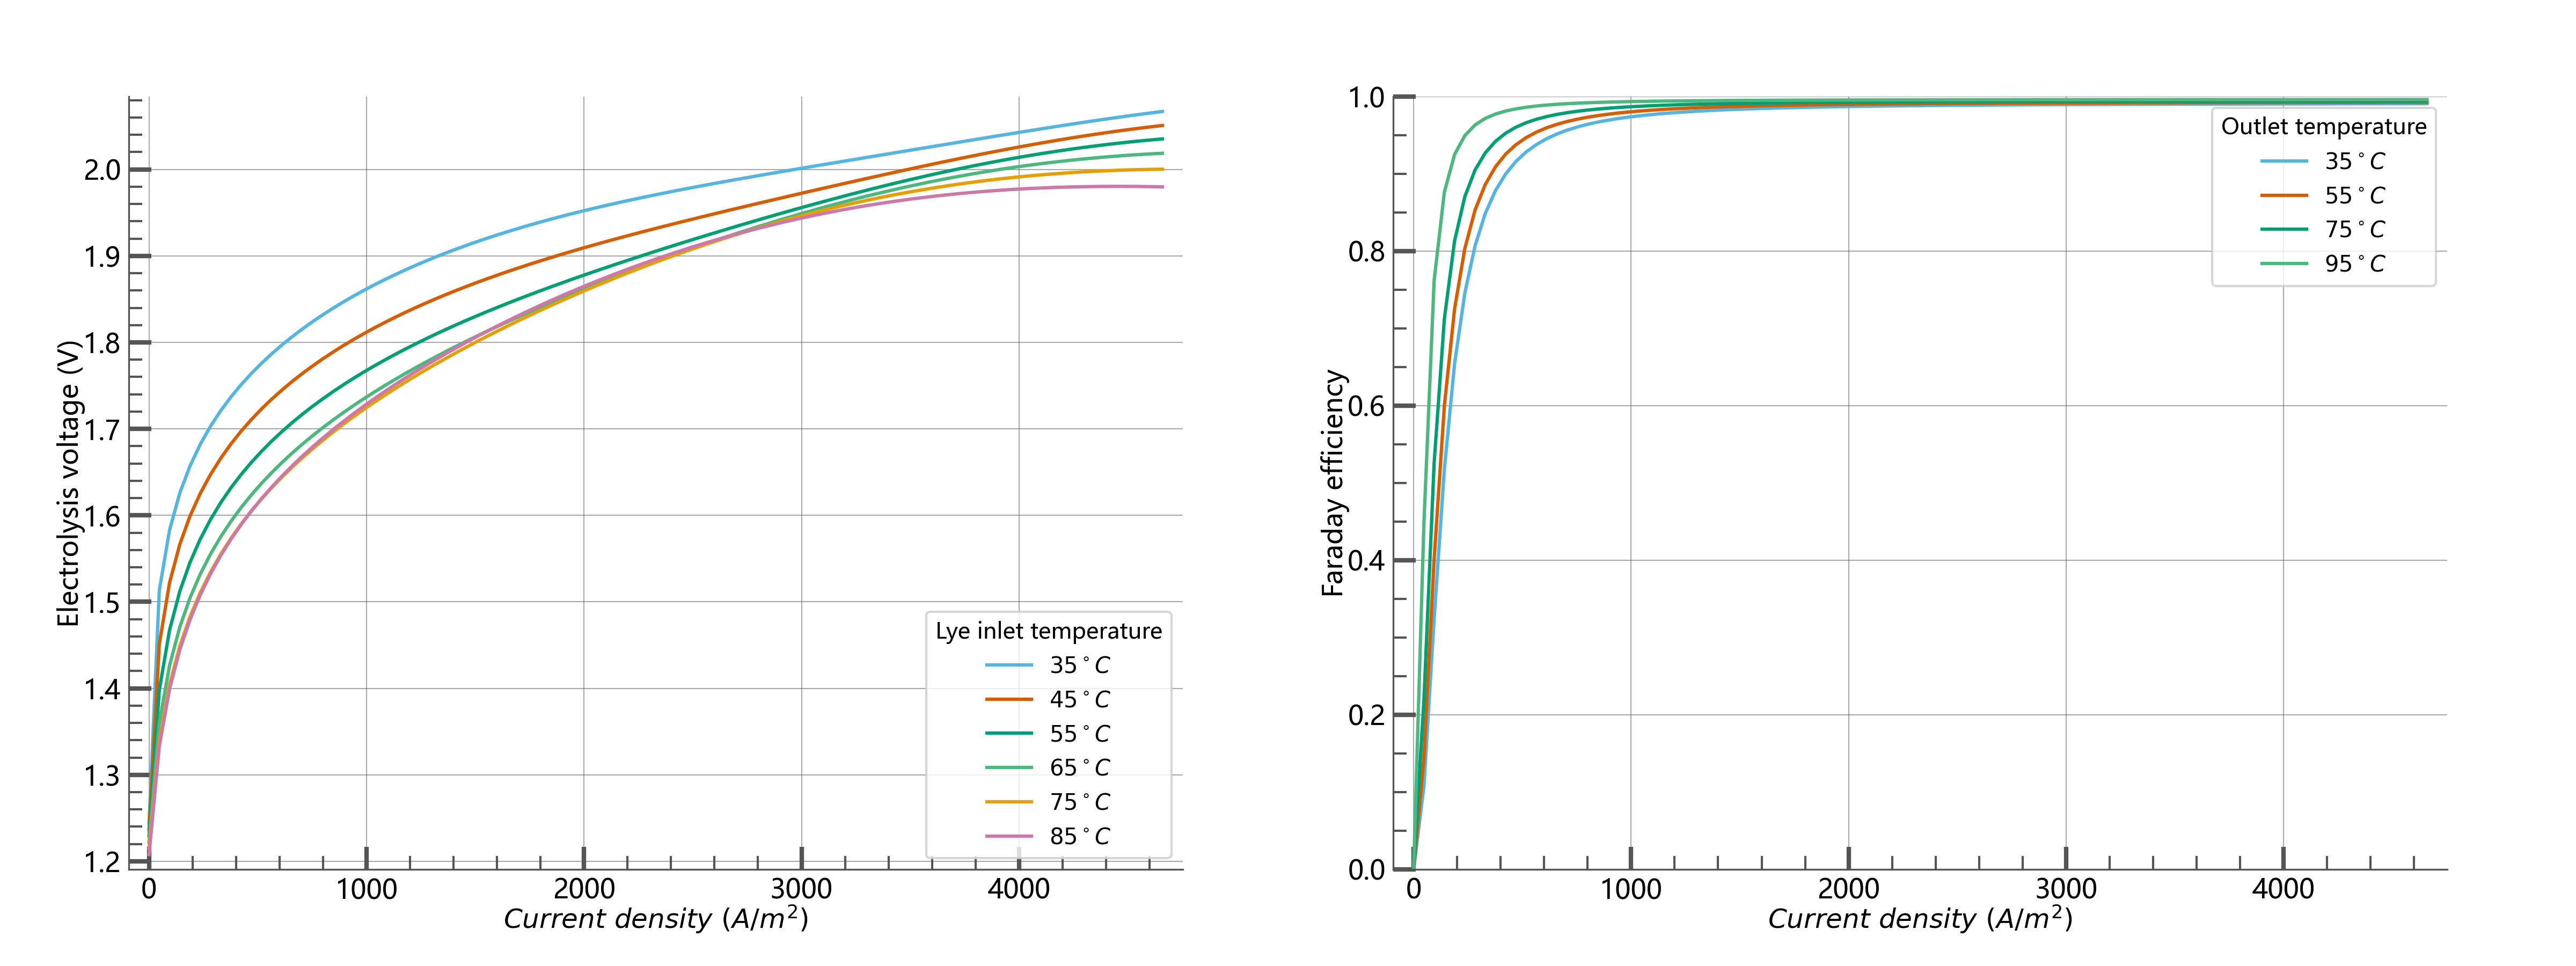 2.0
1.9
1.8
1.7
1.6
1.5
1.4
1.3
1.2
Electrolysis voltage (V)
0 1000 2000 3000 4000
Current density (A/m²)
Lye inlet temperature
35°C
45°C
55°C
65°C
75°C
85°C
1.0
0.8
0.6
0.4
0.2
0.0
Faraday efficiency
0 1000 2000 3000 4000
Current density (A/m²)
Outlet temperature
35°C
55°C
75°C
95°C